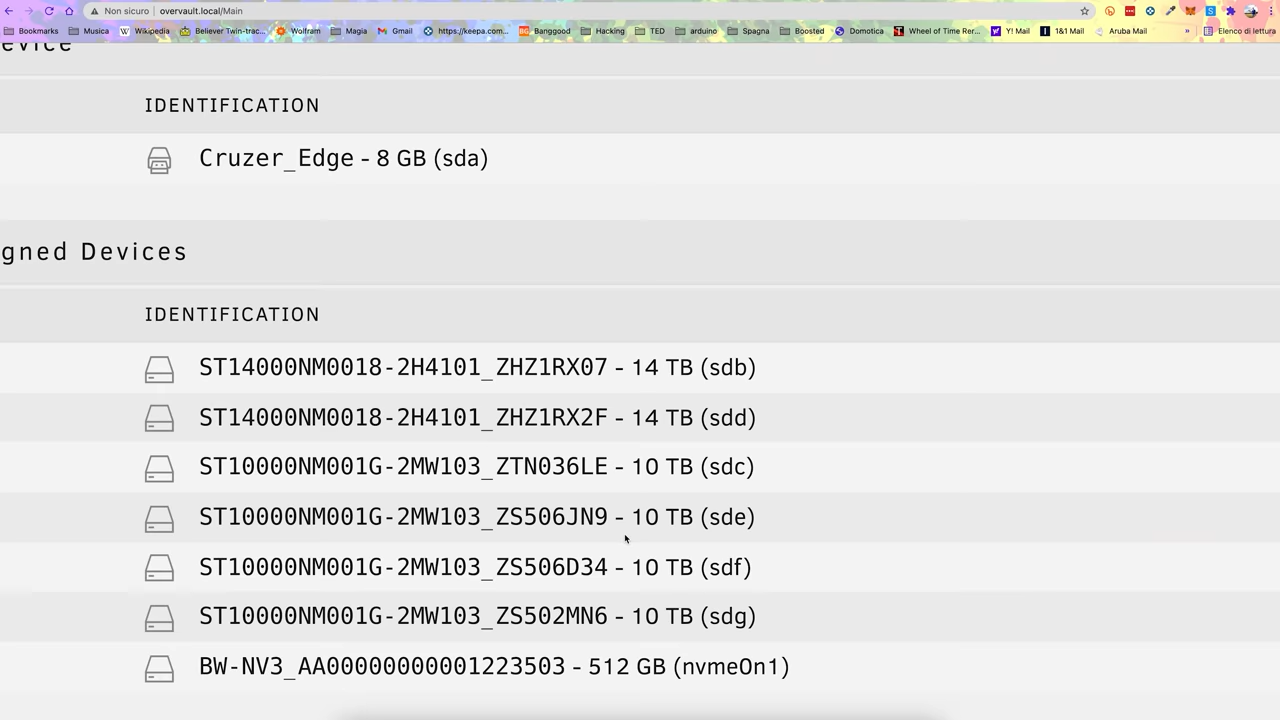 Non sicuro overvault.local/Main
Bookmarks Musica Wikipedia Believer Twin-trac... Wolfram Magia Gmail https://keepa.com... Banggood Hacking TED arduino Spagna Boosted Domotica Wheel of Time Rer... Y! Mail 1&1 Mail Aruba Mail » Elenco di lettura
evice
IDENTIFICATION
Cruzer_Edge - 8 GB (sda)
gned Devices
IDENTIFICATION
ST14000NM0018-2H4101_ZHZ1RX07 - 14 TB (sdb)
ST14000NM0018-2H4101_ZHZ1RX2F - 14 TB (sdd)
ST10000NM001G-2MW103_ZTN036LE - 10 TB (sdc)
ST10000NM001G-2MW103_ZS506JN9 - 10 TB (sde)
ST10000NM001G-2MW103_ZS506D34 - 10 TB (sdf)
ST10000NM001G-2MW103_ZS502MN6 - 10 TB (sdg)
BW-NV3_AA00000000001223503 - 512 GB (nvme0n1)